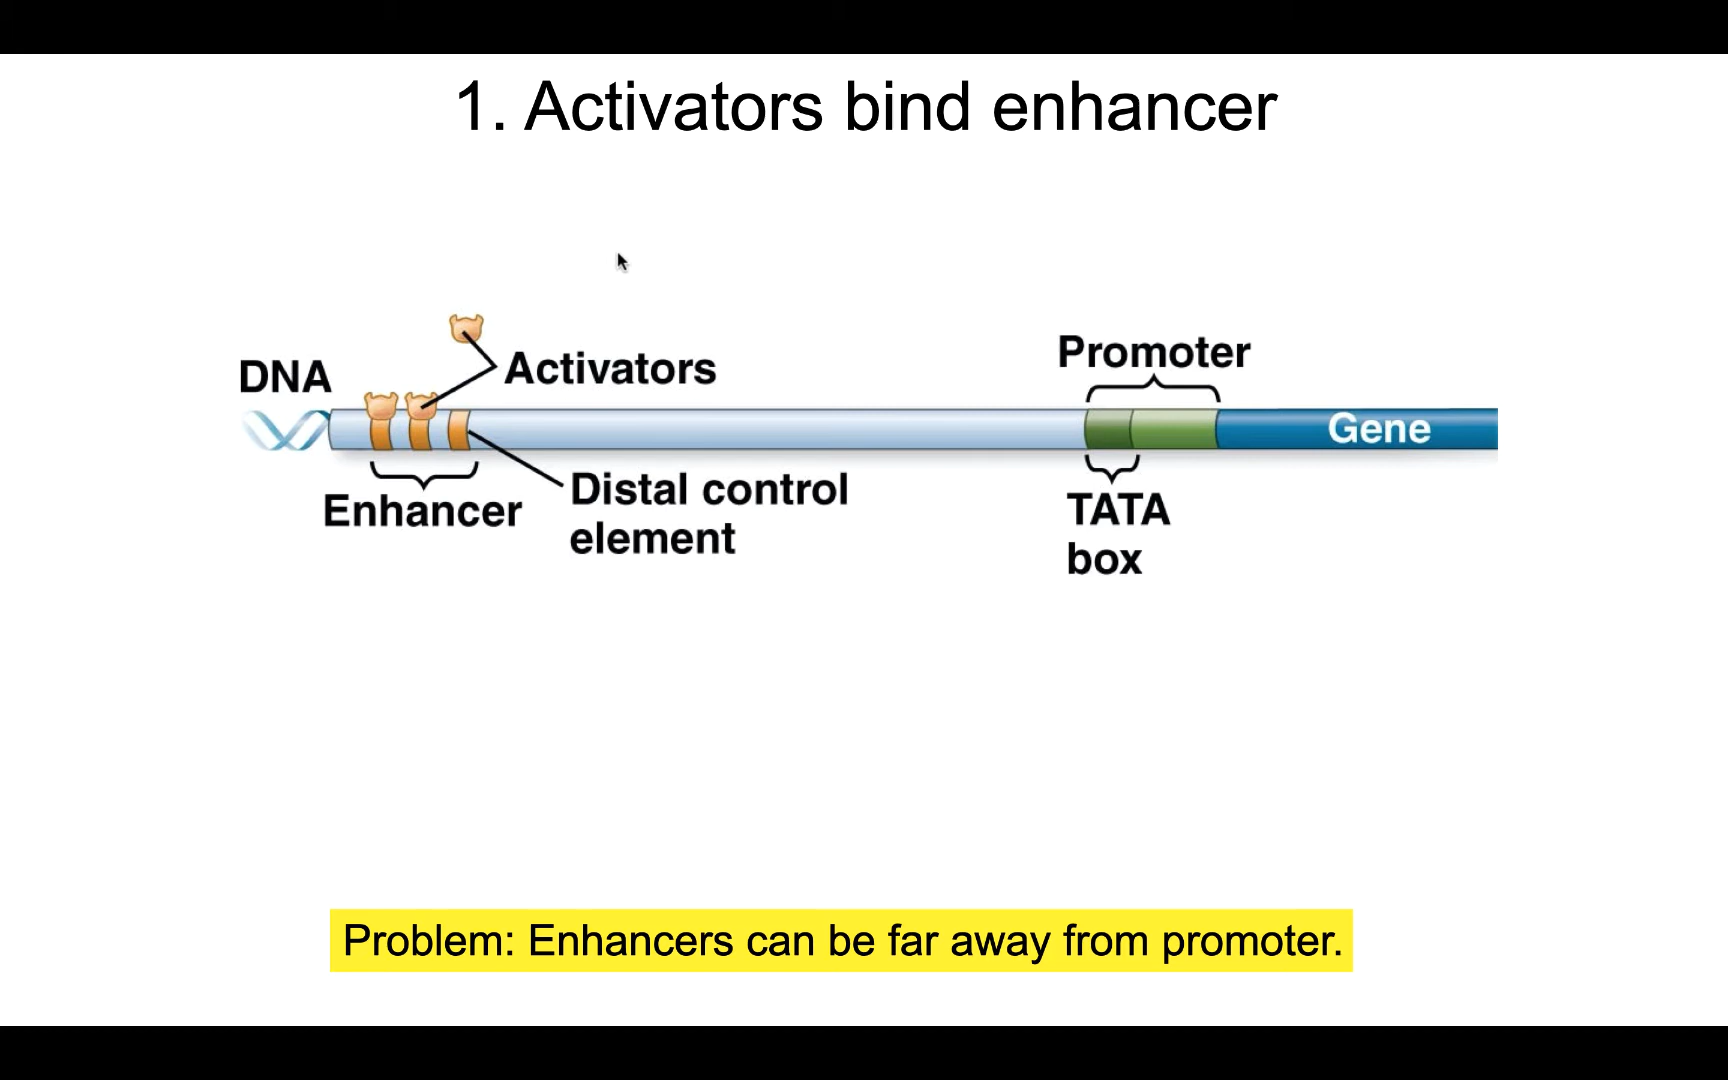 1. Activators bind enhancer
Promoter
DNA
Activators
Gene
Distal control
element
Enhancer
TATA
box
Problem: Enhancers can be far away from promoter.